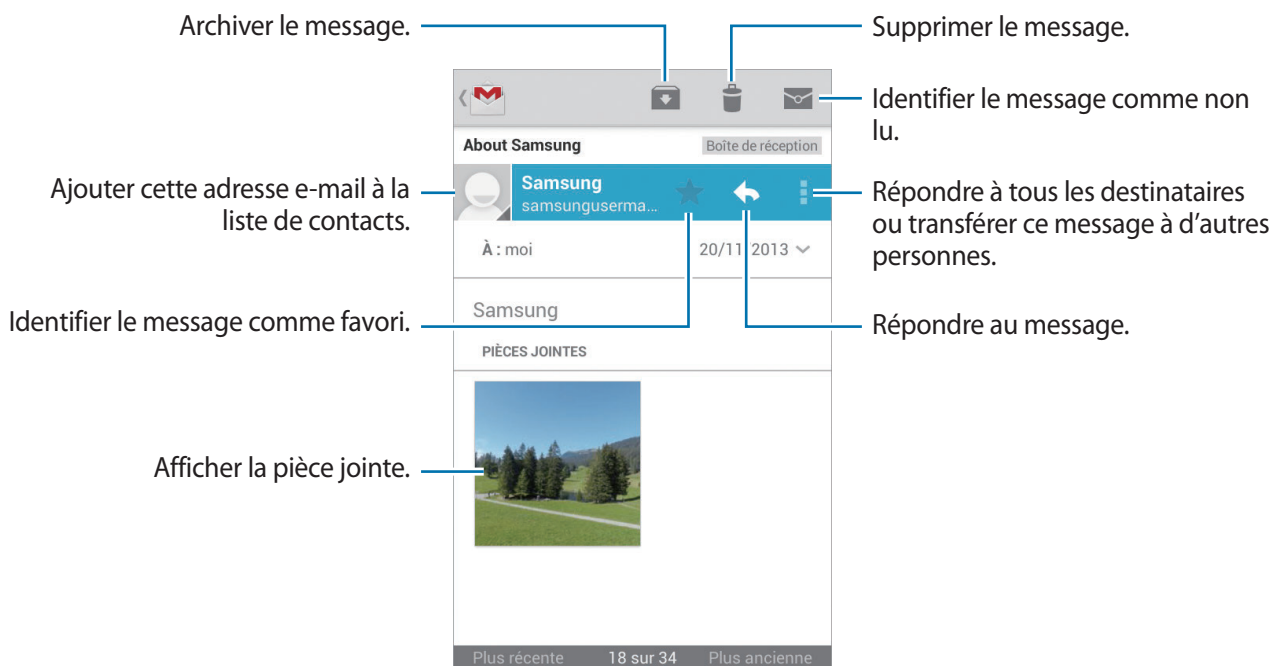 Archiver le message.
Supprimer le message.
Identifier le message comme non
lu.
About Samsung
Boîte de réception
Ajouter cette adresse e-mail à la
liste de contacts.
Samsung
samsunguserma...
Répondre à tous les destinataires
ou transférer ce message à d'autres
personnes.
À : moi
20/11/2013
Identifier le message comme favori.
Samsung
Répondre au message.
PIÈCES JOINTES
Afficher la pièce jointe.
Plus récente
18 sur 34
Plus ancienne